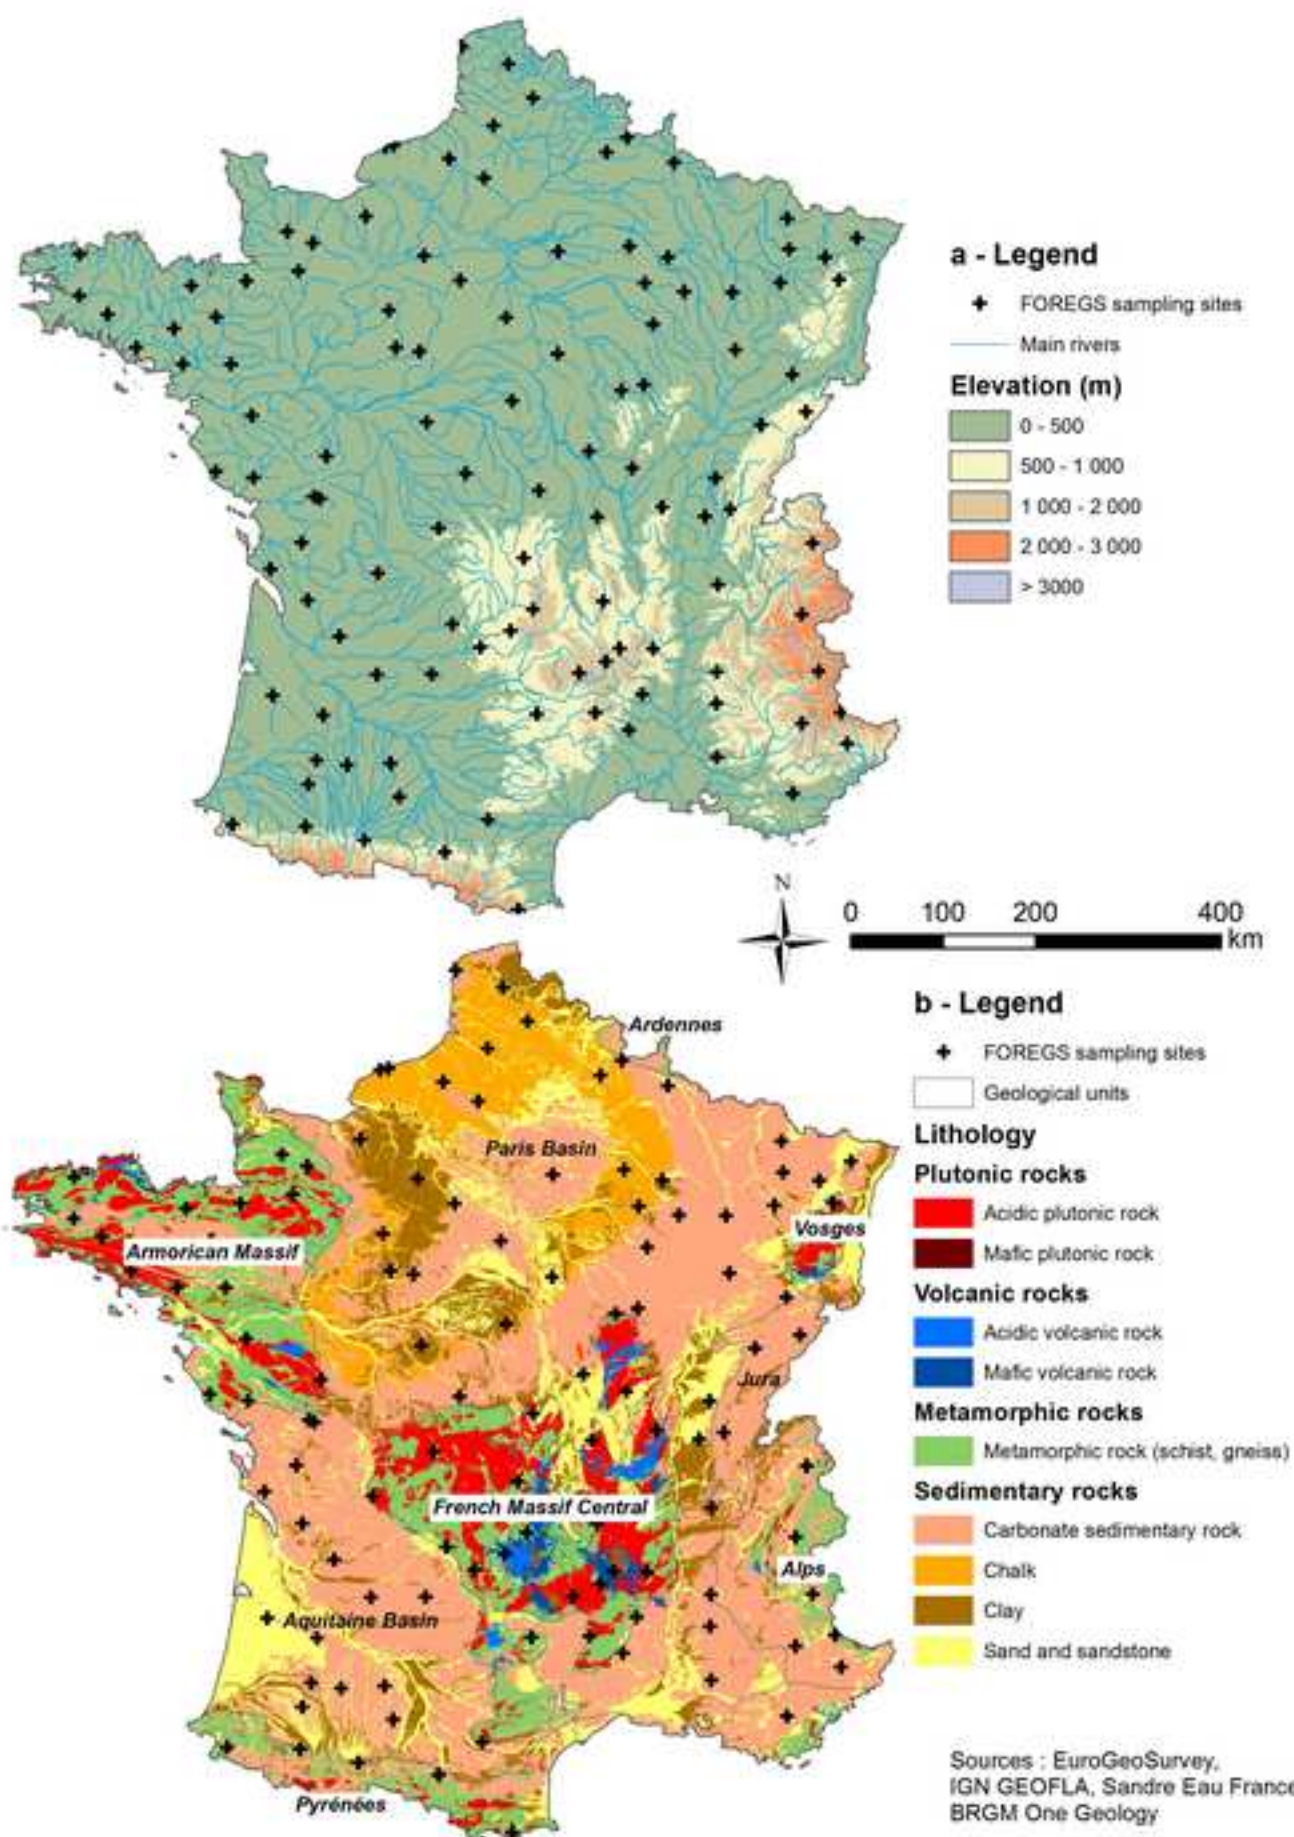 a - Legend
FOREGS sampling sites
Main rivers
Elevation (m)
0 - 500
500 - 1 000
1 000 - 2 000
2 000 - 3 000
> 3000
N
0 100 200 400
km
b - Legend
FOREGS sampling sites
Geological units
Lithology
Plutonic rocks
Acidic plutonic rock
Mafic plutonic rock
Volcanic rocks
Acidic volcanic rock
Mafic volcanic rock
Metamorphic rocks
Metamorphic rock (schist, gneiss)
Sedimentary rocks
Carbonate sedimentary rock
Chalk
Clay
Sand and sandstone
Ardennes
Paris Basin
Vosges
Armorican Massif
Jura
French Massif Central
Alps
Aquitaine Basin
Pyrénées
Sources : EuroGeoSurvey,
IGN GEOFLA, Sandre Eau France
BRGM One Geology